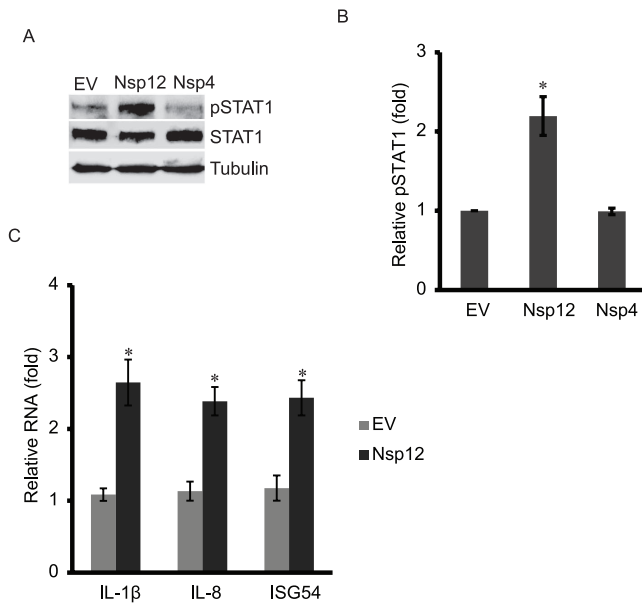 A
EV Nsp12 Nsp4
pSTAT1
STAT1
Tubulin
B
Relative pSTAT1 (fold)
3
2
1
0
*
EV Nsp12 Nsp4
C
Relative RNA (fold)
4
3
2
1
0
* * *
IL-1β IL-8 ISG54
EV
Nsp12